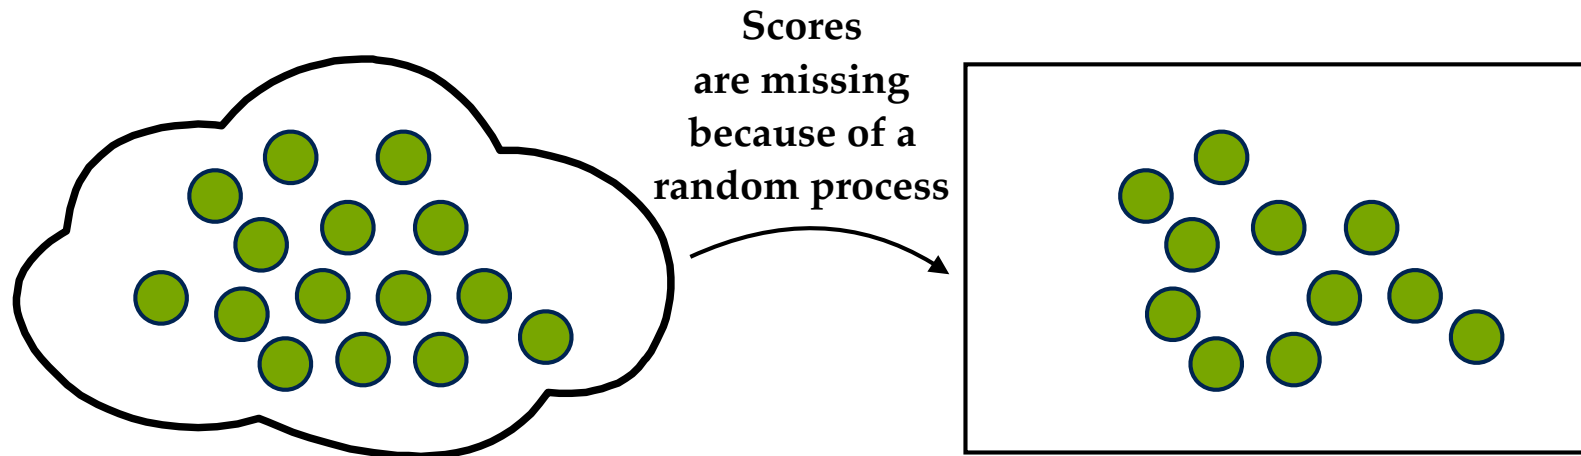 Scores
are missing
because of a
random process